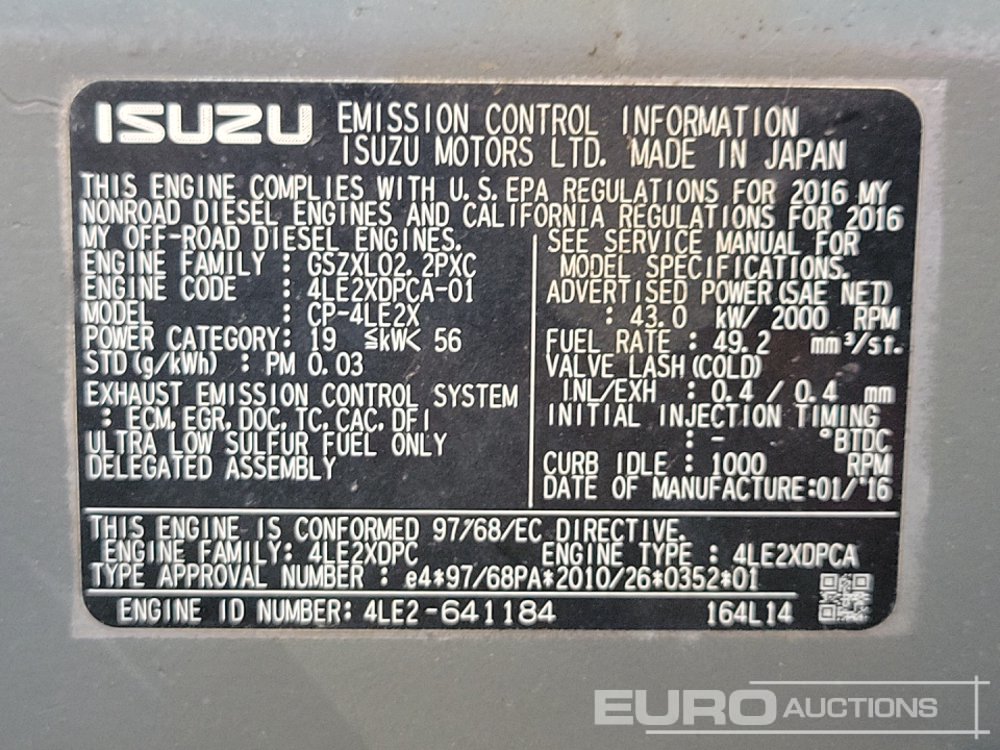 ISUZU EMISSION CONTROL INFORMATION
ISUZU MOTORS LTD. MADE IN JAPAN
THIS ENGINE COMPLIES WITH U.S. EPA REGULATIONS FOR 2016 MY
NONROAD DIESEL ENGINES AND CALIFORNIA REGULATIONS FOR 2016
MY OFF-ROAD DIESEL ENGINES.
ENGINE FAMILY : GSZXL02.2PXC
ENGINE CODE : 4LE2XDPCA-01
MODEL : CP-4LE2X
POWER CATEGORY: 19 ≦kW< 56
STD (g/kWh) : PM 0.03
EXHAUST EMISSION CONTROL SYSTEM
: ECM, EGR, DOC, TC, CAC, DFI
ULTRA LOW SULFUR FUEL ONLY
DELEGATED ASSEMBLY
SEE SERVICE MANUAL FOR
MODEL SPECIFICATIONS.
ADVERTISED POWER (SAE NET)
: 43.0 kW/ 2000 RPM
FUEL RATE : 49.2 mm³/st.
VALVE LASH (COLD)
INL/EXH : 0.4 / 0.4 mm
INITIAL INJECTION TIMING
: - °BTDC
CURB IDLE : 1000 RPM
DATE OF MANUFACTURE:01/'16
THIS ENGINE IS CONFORMED 97/68/EC DIRECTIVE.
ENGINE FAMILY: 4LE2XDPC ENGINE TYPE : 4LE2XDPCA
TYPE APPROVAL NUMBER : e4*97/68PA*2010/26*0352*01
ENGINE ID NUMBER: 4LE2-641184 164L14
EURO AUCTIONS